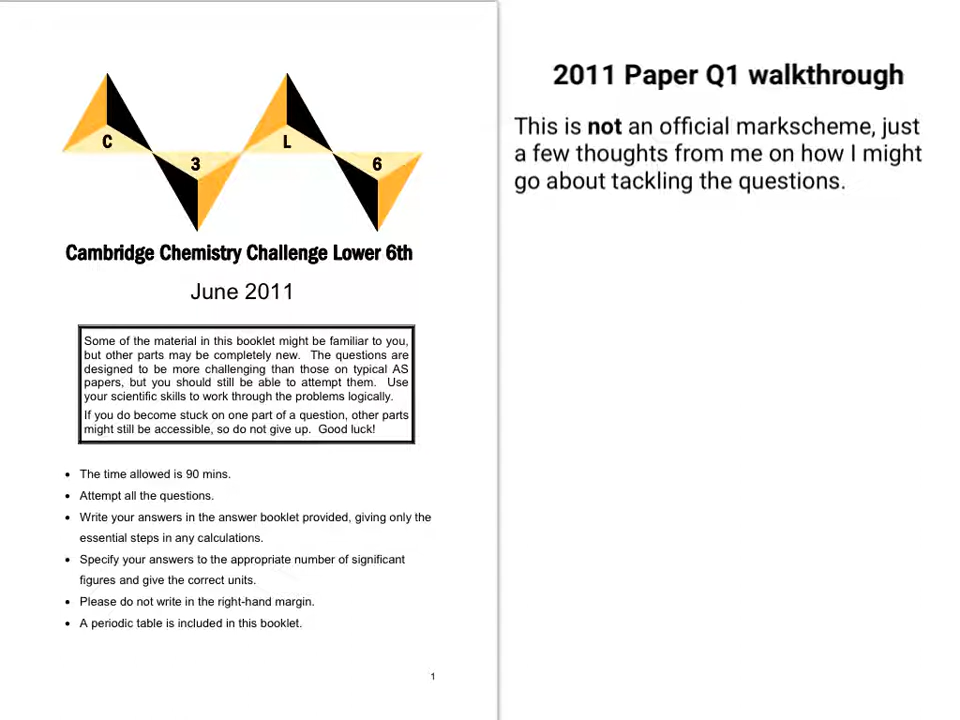 C
3
L
6
Cambridge Chemistry Challenge Lower 6th
June 2011
Some of the material in this booklet might be familiar to you,
but other parts may be completely new. The questions are
designed to be more challenging than those on typical AS
papers, but you should still be able to attempt them. Use
your scientific skills to work through the problems logically.
If you do become stuck on one part of a question, other parts
might still be accessible, so do not give up. Good luck!
• The time allowed is 90 mins.
• Attempt all the questions.
• Write your answers in the answer booklet provided, giving only the
essential steps in any calculations.
• Specify your answers to the appropriate number of significant
figures and give the correct units.
• Please do not write in the right-hand margin.
• A periodic table is included in this booklet.
1
2011 Paper Q1 walkthrough
This is not an official markscheme, just
a few thoughts from me on how I might
go about tackling the questions.